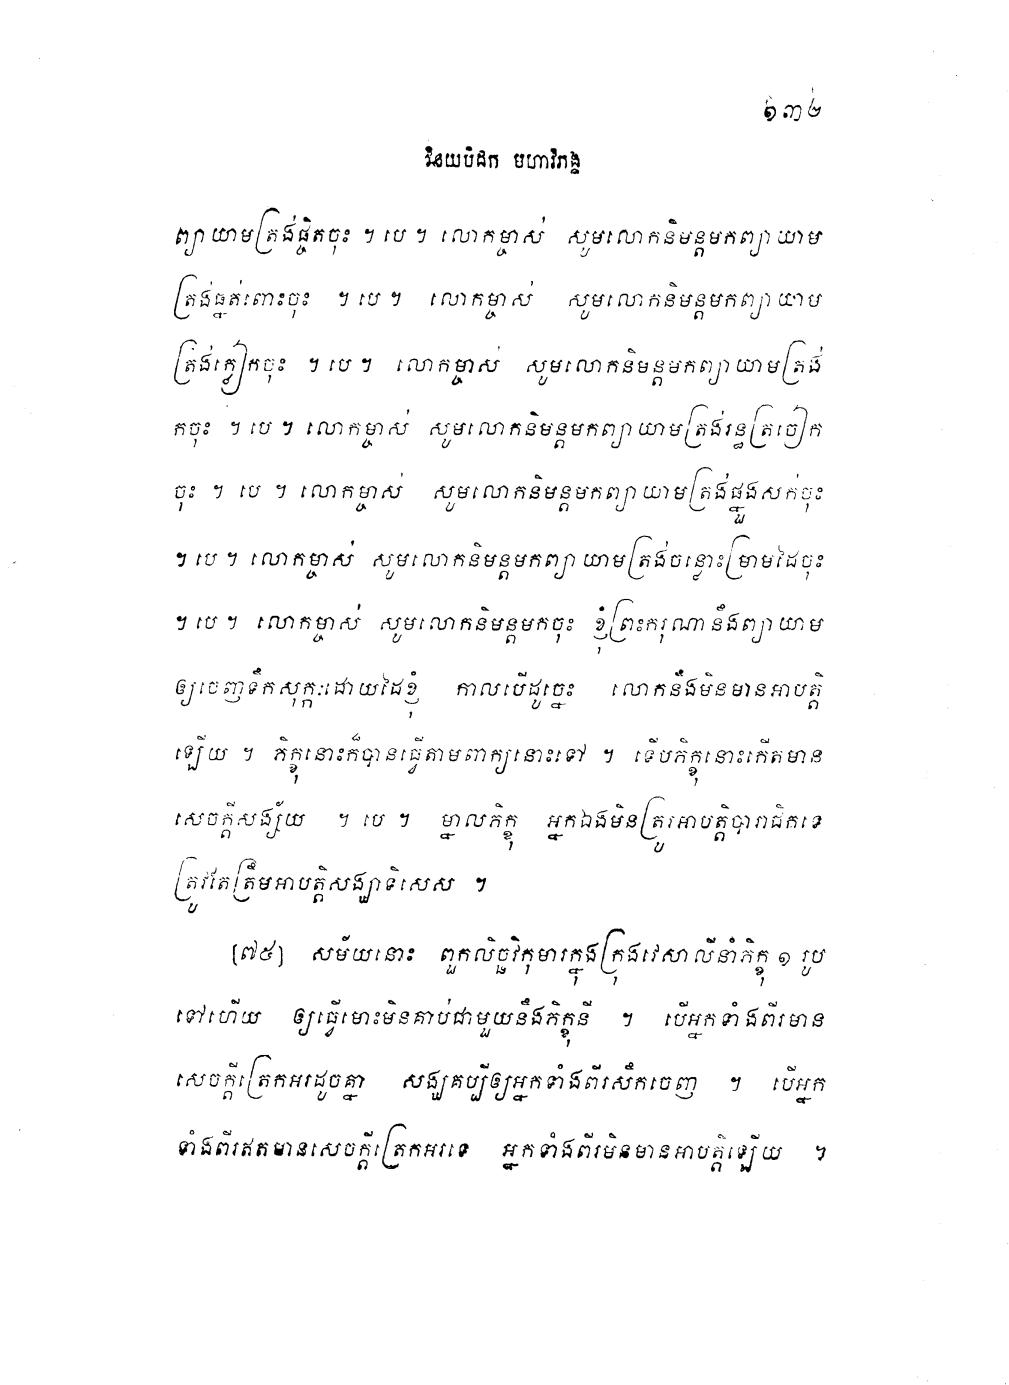 ១៣២
វិនយបិដក មហាវិភង្គ
ព្យាយាមត្រង់ផ្ចិតចុះ ។ បេ ។ លោកម្ចាស់ សូមលោកនិមន្តមកព្យាយាម
ត្រង់ធ្នត់ពោះចុះ ។ បេ ។ លោកម្ចាស់ សូមលោកនិមន្តមកព្យាយាម
ត្រង់ក្លៀកចុះ ។ បេ ។ លោកម្ចាស់ សូមលោកនិមន្តមកព្យាយាមត្រង់
កចុះ ។ បេ ។ លោកម្ចាស់ សូមលោកនិមន្តមកព្យាយាមត្រង់រន្ធត្រចៀក
ចុះ ។ បេ ។ លោកម្ចាស់ សូមលោកនិមន្តមកព្យាយាមត្រង់ផ្នួងសក់ចុះ
។ បេ ។ លោកម្ចាស់ សូមលោកនិមន្តមកព្យាយាមត្រង់ចន្លោះម្រាមដៃចុះ
។ បេ ។ លោកម្ចាស់ សូមលោកនិមន្តមកចុះ ខ្ញុំព្រះករុណានឹងព្យាយាម
ឲ្យចេញទឹកសុក្កៈដោយដៃខ្ញុំ កាលបើដូច្នេះ លោកនឹងមិនមានអាបត្តិ
ឡើយ ។ ភិក្ខុនោះក៏បានធ្វើតាមពាក្យនោះទៅ ។ ទើបភិក្ខុនោះកើតមាន
សេចក្តីសង្ស័យ ។ បេ ។ ម្នាលភិក្ខុ អ្នកឯងមិនត្រូវអាបត្តិបារាជិកទេ
ត្រូវតែត្រឹមអាបត្តិសង្ឃាទិសេស ។
[៧៥] សម័យនោះ ពួកលិច្ឆវិកុមារក្នុងក្រុងវេសាលីនាំភិក្ខុ ១ រូប
ទៅហើយ ឲ្យធ្វើមោះមិនគាប់ជាមួយនឹងភិក្ខុនី ។ បើអ្នកទាំងពីរមាន
សេចក្តីត្រេកអរដូចគ្នា សង្ឃគប្បីឲ្យអ្នកទាំងពីរសឹកចេញ ។ បើអ្នក
ទាំងពីរឥតមានសេចក្តីត្រេកអរទេ អ្នកទាំងពីរមិនមានអាបត្តិឡើយ ។